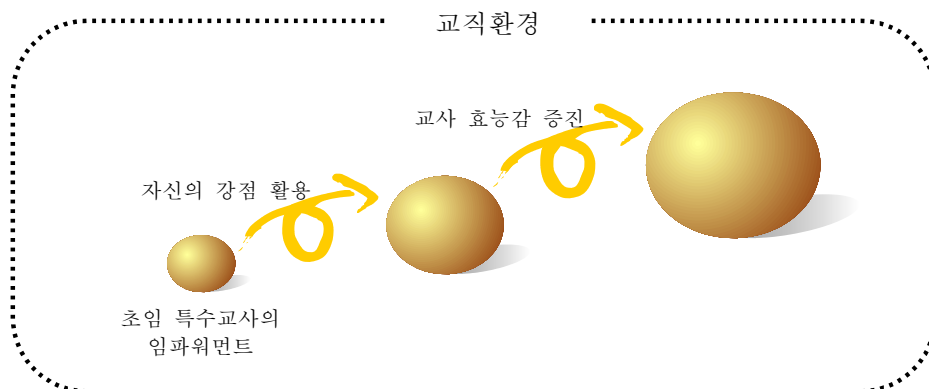 교직환경
교사 효능감 증진
자신의 강점 활용
초임 특수교사의
임파워먼트